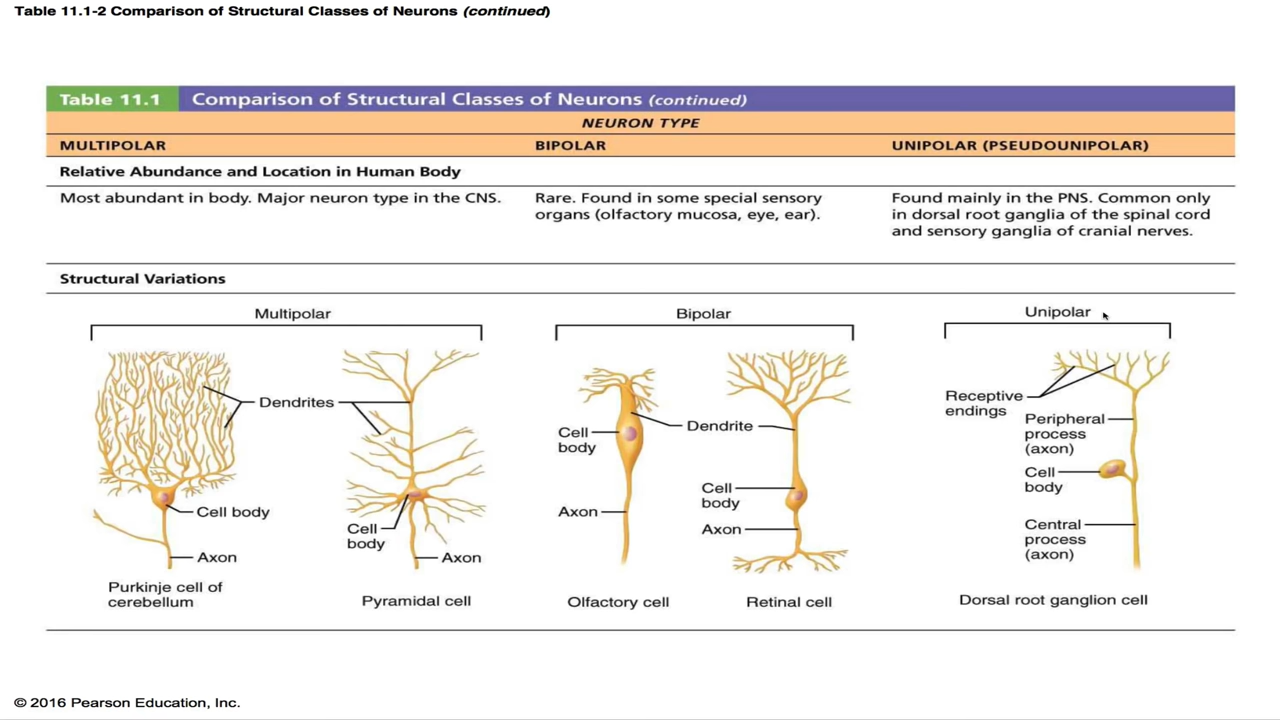 Table 11.1-2 Comparison of Structural Classes of Neurons (continued)
Table 11.1 Comparison of Structural Classes of Neurons (continued)
NEURON TYPE
MULTIPOLAR BIPOLAR UNIPOLAR (PSEUDOUNIPOLAR)
Relative Abundance and Location in Human Body
Most abundant in body. Major neuron type in the CNS.
Rare. Found in some special sensory
organs (olfactory mucosa, eye, ear).
Found mainly in the PNS. Common only
in dorsal root ganglia of the spinal cord
and sensory ganglia of cranial nerves.
Structural Variations
Multipolar
Dendrites
Cell body
Axon
Purkinje cell of
cerebellum
Cell
body
Axon
Pyramidal cell
Bipolar
Cell
body
Dendrite
Axon
Olfactory cell
Cell
body
Axon
Retinal cell
Unipolar
Receptive
endings
Peripheral
process
(axon)
Cell
body
Central
process
(axon)
Dorsal root ganglion cell
© 2016 Pearson Education, Inc.